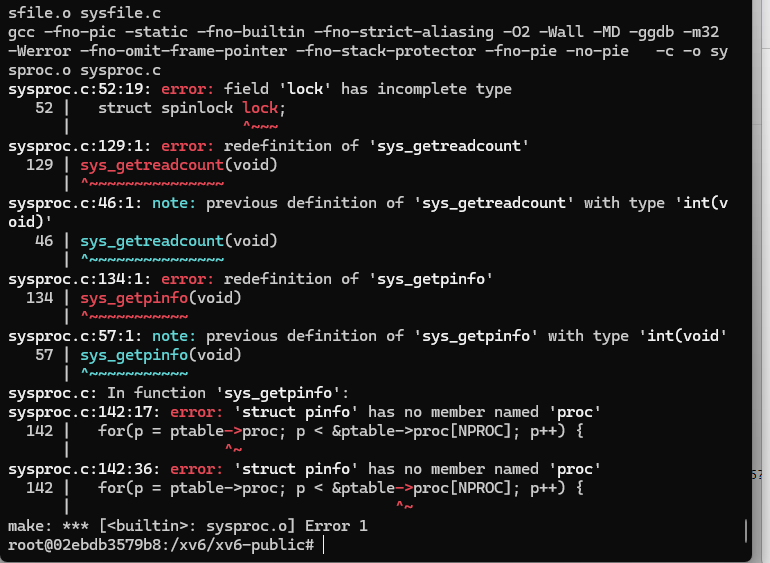 sfile.o sysfile.c
gcc -fno-pic -static -fno-builtin -fno-strict-aliasing -O2 -Wall -MD -ggdb -m32
-Werror -fno-omit-frame-pointer -fno-stack-protector -fno-pie -no-pie   -c -o sy
sproc.o sysproc.c
sysproc.c:52:19: error: field 'lock' has incomplete type
   52 |   struct spinlock lock;
      |                   ^~~~
sysproc.c:129:1: error: redefinition of 'sys_getreadcount'
  129 | sys_getreadcount(void)
      | ^~~~~~~~~~~~~~~~
sysproc.c:46:1: note: previous definition of 'sys_getreadcount' with type 'int(v
oid)'
   46 | sys_getreadcount(void)
      | ^~~~~~~~~~~~~~~~
sysproc.c:134:1: error: redefinition of 'sys_getpinfo'
  134 | sys_getpinfo(void)
      | ^~~~~~~~~~~~
sysproc.c:57:1: note: previous definition of 'sys_getpinfo' with type 'int(void'
   57 | sys_getpinfo(void)
      | ^~~~~~~~~~~~
sysproc.c: In function 'sys_getpinfo':
sysproc.c:142:17: error: 'struct pinfo' has no member named 'proc'
  142 |   for(p = ptable->proc; p < &ptable->proc[NPROC]; p++) {
      |                 ^~
sysproc.c:142:36: error: 'struct pinfo' has no member named 'proc'
  142 |   for(p = ptable->proc; p < &ptable->proc[NPROC]; p++) {
      |                                    ^~
make: *** [<builtin>: sysproc.o] Error 1
root@02ebdb3579b8:/xv6/xv6-public#